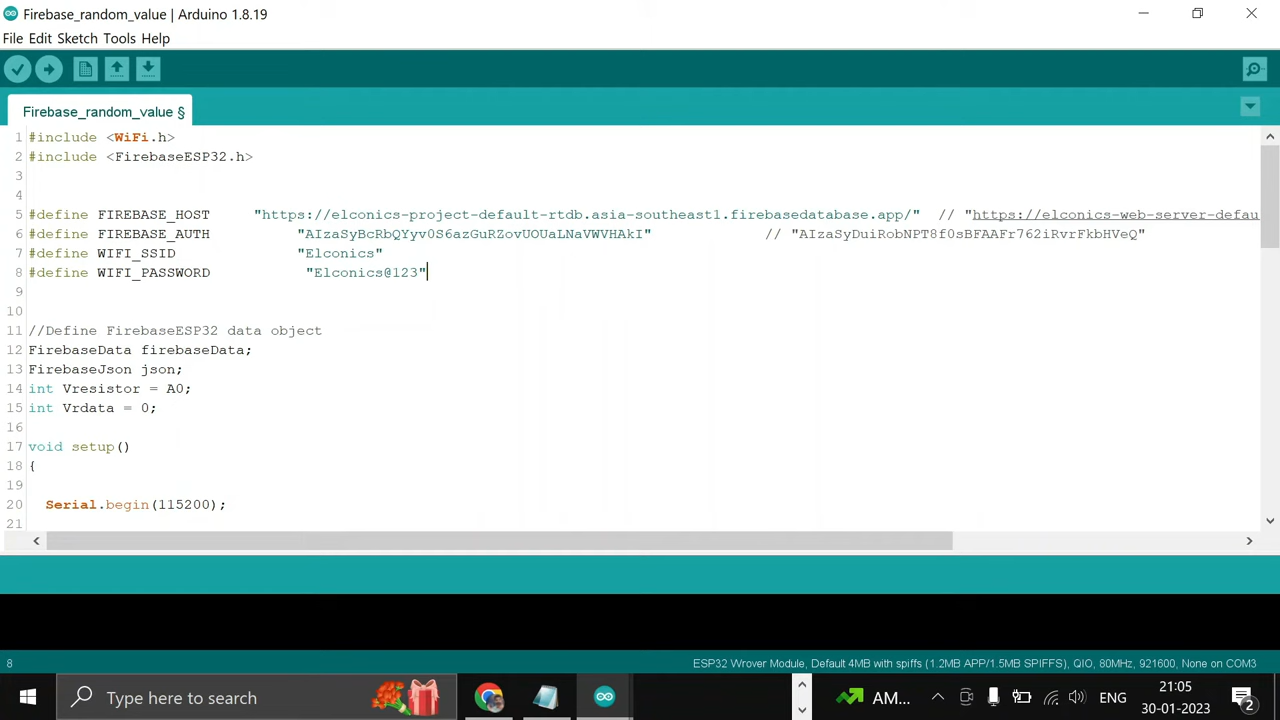 Firebase_random_value | Arduino 1.8.19
File Edit Sketch Tools Help
Firebase_random_value §
1 #include <WiFi.h>
2 #include <FirebaseESP32.h>
3
4
5 #define FIREBASE_HOST "https://elconics-project-default-rtdb.asia-southeast1.firebasedatabase.app/" // "https://elconics-web-server-defau
6 #define FIREBASE_AUTH "AIzaSyBcRbQYyv0S6azGuRZovUOUaLNaVWVHAkI" // "AIzaSyDuiRobNPT8f0sBFAAFr762iRvrFkbHVeQ"
7 #define WIFI_SSID "Elconics"
8 #define WIFI_PASSWORD "Elconics@123"
9
10
11 //Define FirebaseESP32 data object
12 FirebaseData firebaseData;
13 FirebaseJson json;
14 int Vresistor = A0;
15 int Vrdata = 0;
16
17 void setup()
18 {
19
20 Serial.begin(115200);
21
8 ESP32 Wrover Module, Default 4MB with spiffs (1.2MB APP/1.5MB SPIFFS), QIO, 80MHz, 921600, None on COM3
Type here to search AM... ENG 21:05
30-01-2023 2